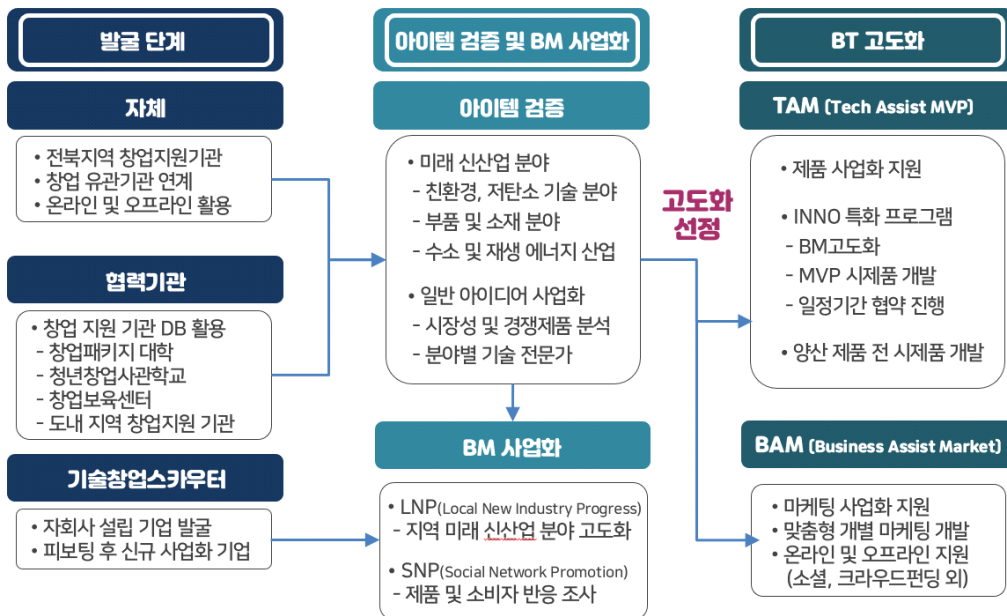 발굴 단계
자체
• 전북지역 창업지원기관
• 창업 유관기관 연계
• 온라인 및 오프라인 활용
협력기관
• 창업 지원 기관 DB 활용
- 창업패키지 대학
- 청년창업사관학교
- 창업보육센터
- 도내 지역 창업지원 기관
기술창업스카우터
• 자회사 설립 기업 발굴
• 피보팅 후 신규 사업화 기업
아이템 검증 및 BM 사업화
아이템 검증
• 미래 신산업 분야
- 친환경, 저탄소 기술 분야
- 부품 및 소재 분야
- 수소 및 재생 에너지 산업
• 일반 아이디어 사업화
- 시장성 및 경쟁제품 분석
- 분야별 기술 전문가
BM 사업화
• LNP(Local New Industry Progress)
- 지역 미래 신산업 분야 고도화
• SNP(Social Network Promotion)
- 제품 및 소비자 반응 조사
고도화
선정
BT 고도화
TAM (Tech Assist MVP)
• 제품 사업화 지원
• INNO 특화 프로그램
- BM고도화
- MVP 시제품 개발
- 일정기간 협약 진행
• 양산 제품 전 시제품 개발
BAM (Business Assist Market)
• 마케팅 사업화 지원
• 맞춤형 개별 마케팅 개발
• 온라인 및 오프라인 지원
(소셜, 크라우드펀딩 외)